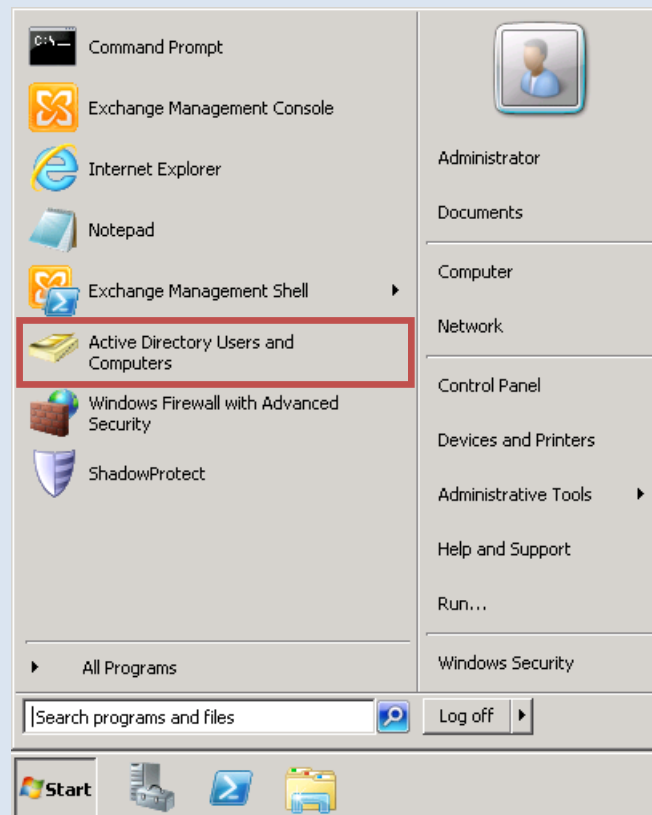 C:\_
Command Prompt
Exchange Management Console
Internet Explorer
Notepad
Exchange Management Shell
Active Directory Users and
Computers
Windows Firewall with Advanced
Security
ShadowProtect
All Programs
Search programs and files
Administrator
Documents
Computer
Network
Control Panel
Devices and Printers
Administrative Tools
Help and Support
Run...
Windows Security
Log off
Start